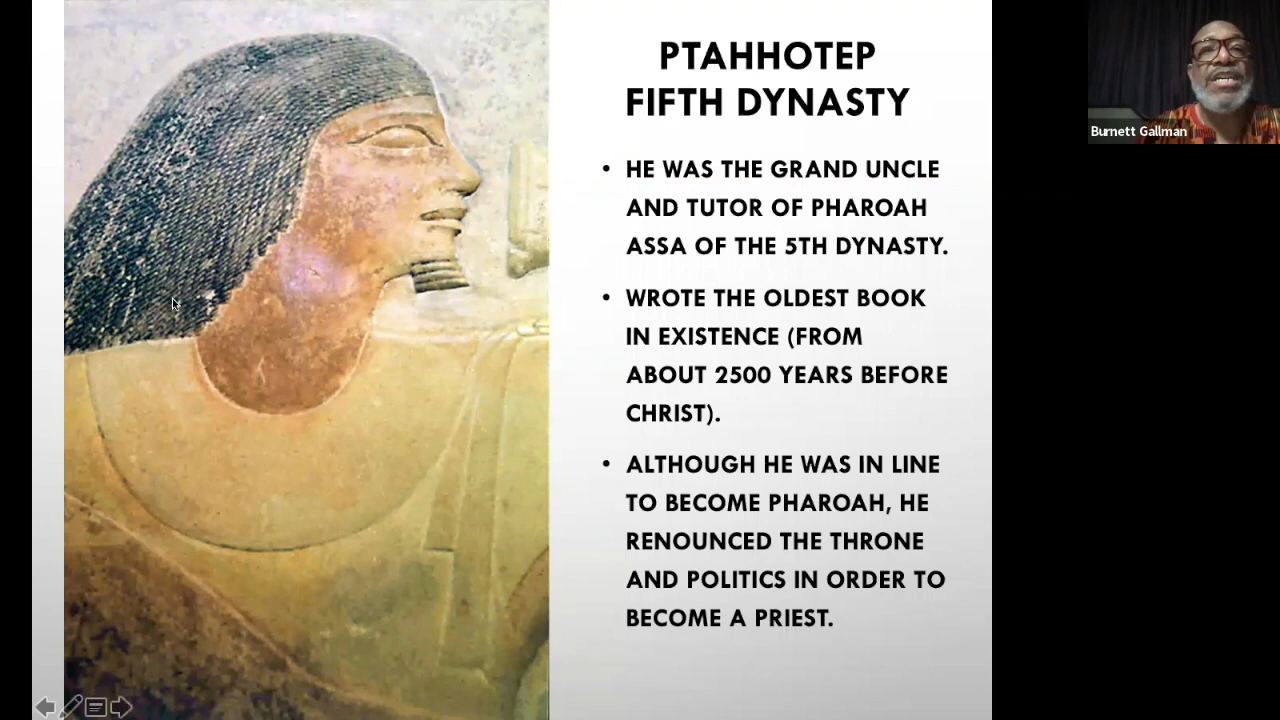 PTAHHOTEP
FIFTH DYNASTY
• HE WAS THE GRAND UNCLE
AND TUTOR OF PHAROAH
ASSA OF THE 5TH DYNASTY.
• WROTE THE OLDEST BOOK
IN EXISTENCE (FROM
ABOUT 2500 YEARS BEFORE
CHRIST).
• ALTHOUGH HE WAS IN LINE
TO BECOME PHAROAH, HE
RENOUNCED THE THRONE
AND POLITICS IN ORDER TO
BECOME A PRIEST.
Burnett Gallman